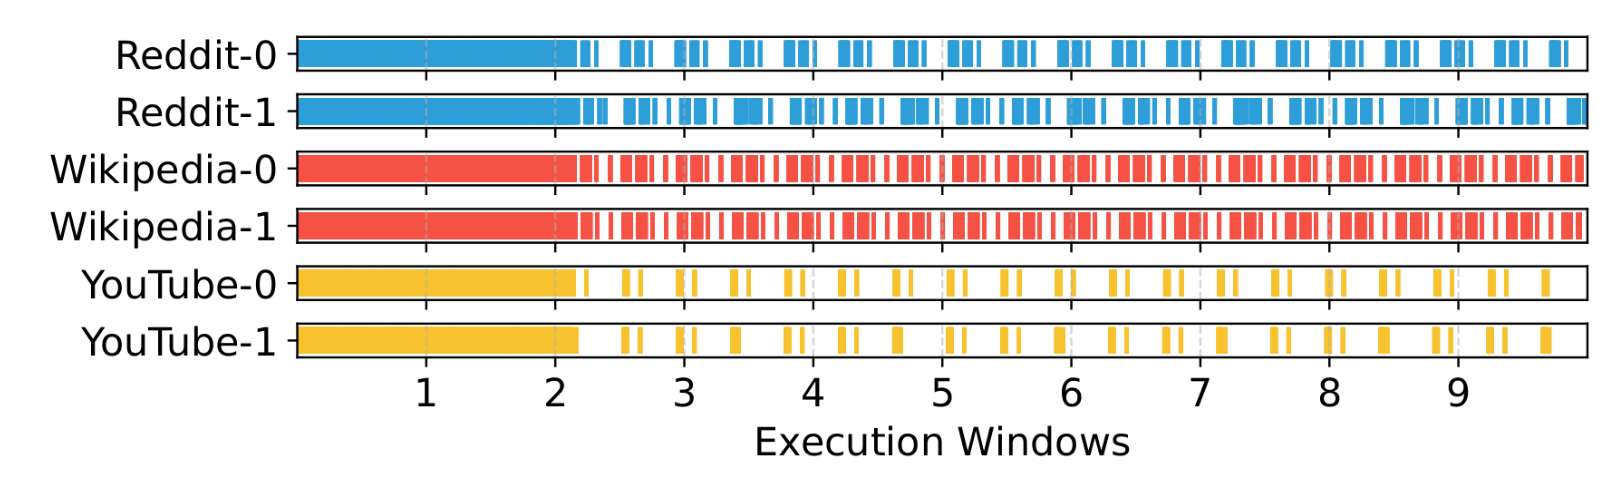 Reddit-0
Reddit-1
Wikipedia-0
Wikipedia-1
YouTube-0
YouTube-1
1 2 3 4 5 6 7 8 9
Execution Windows